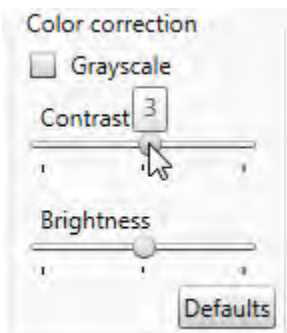 Color correction
Grayscale
Contrast 3
Brightness
Defaults